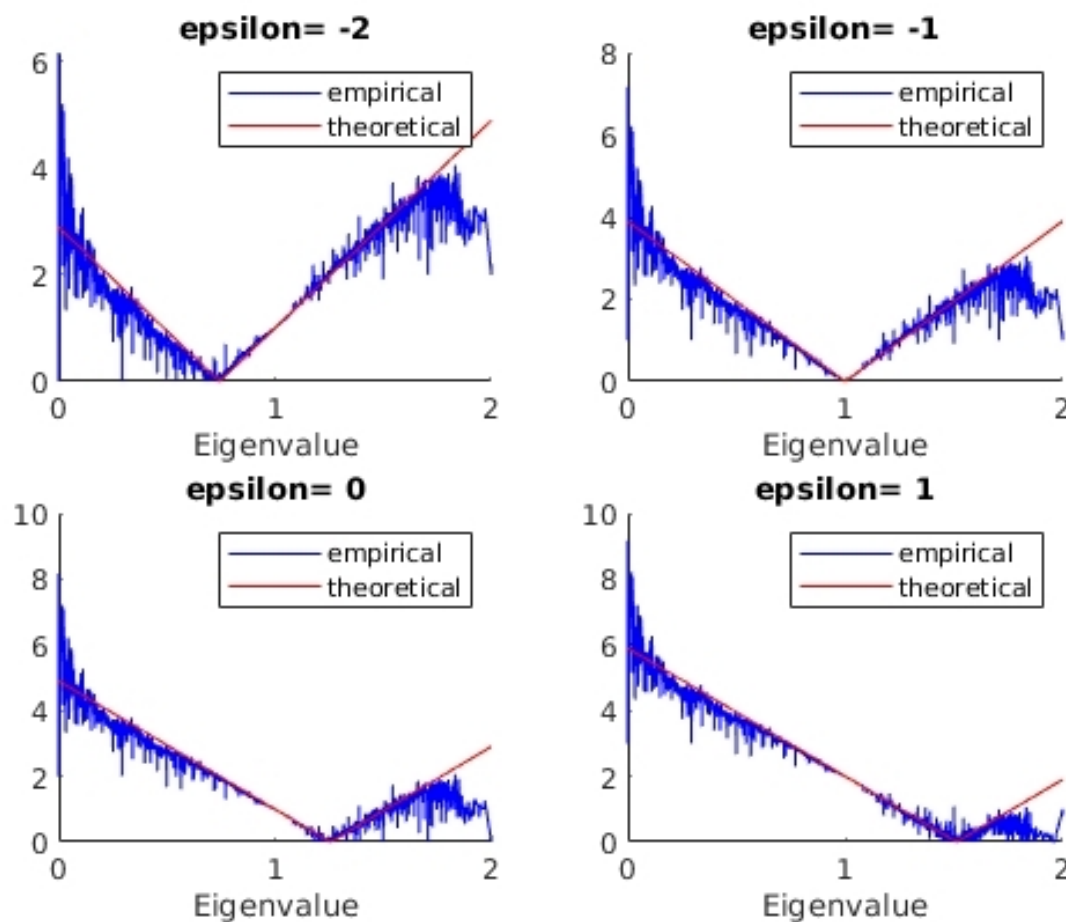 epsilon= -2
6
4
2
0
empirical
theoretical
0 1 2
Eigenvalue
epsilon= -1
8
6
4
2
0
empirical
theoretical
0 1 2
Eigenvalue
epsilon= 0
10
8
6
4
2
0
empirical
theoretical
0 1 2
Eigenvalue
epsilon= 1
10
8
6
4
2
0
empirical
theoretical
0 1 2
Eigenvalue